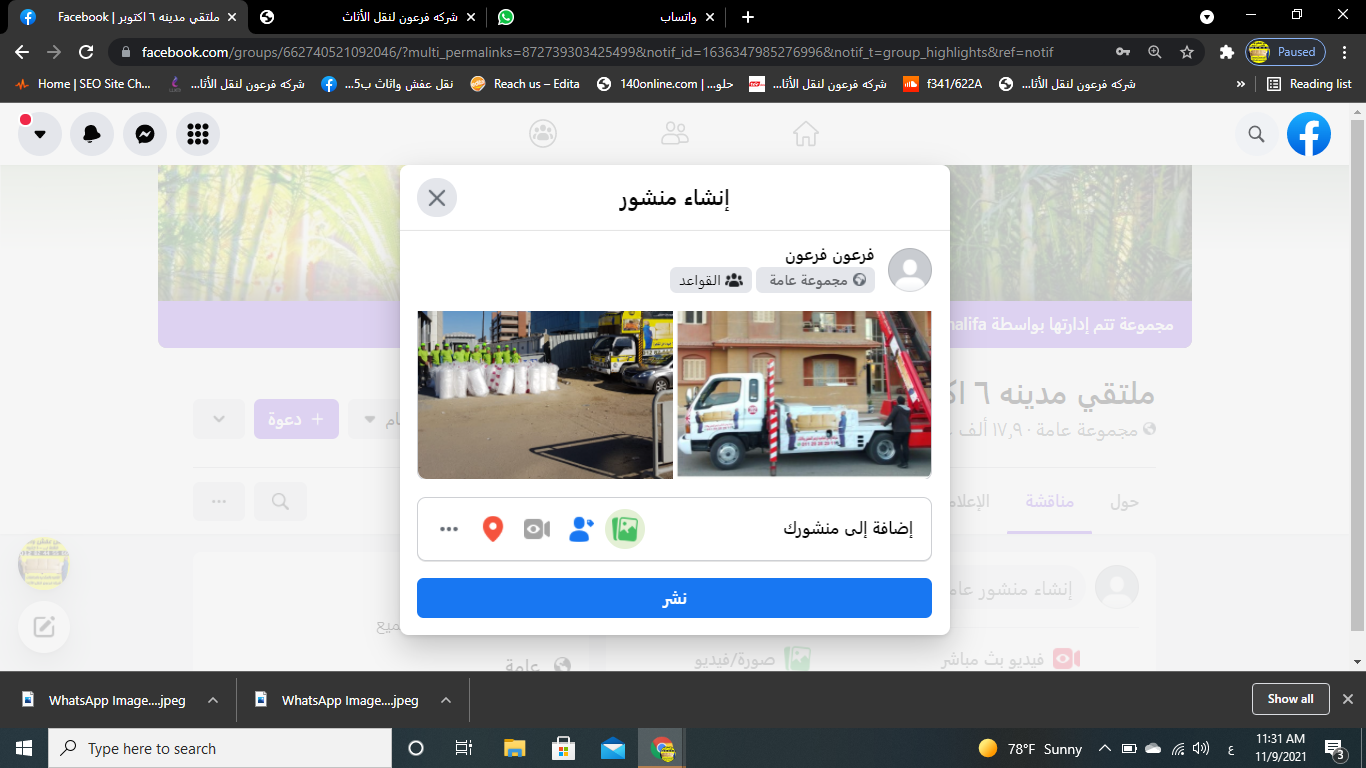 ملتقي مدينه ٦ اكتوبر | Facebook
شركه فرعون لنقل الأثاث
واتساب
facebook.com/groups/662740521092046/?multi_permalinks=872739303425499&notif_id=1636347985276996&notif_t=group_highlights&ref=notif
Paused
Home | SEO Site Ch...
شركه فرعون لنقل الأثا...
نقل عفش واثاث ب5...
Reach us – Edita
140online.com | حلو...
شركه فرعون لنقل الأثا...
f341/622A
شركه فرعون لنقل الأثا...
»
Reading list
إنشاء منشور
فرعون فرعون
مجموعة عامة
القواعد
مجموعة تتم إدارتها بواسطة
ملتقي مدينه ٦
مجموعة عامة · ١٧٫٩ ألف
+ دعوة
حول
مناقشة
إضافة إلى منشورك
نشر
إنشاء منشور
فيديو بث مباشر
صورة/فيديو
عامة
WhatsApp Image....jpeg
WhatsApp Image....jpeg
Show all
Type here to search
78°F Sunny
ع
11:31 AM
11/9/2021
3